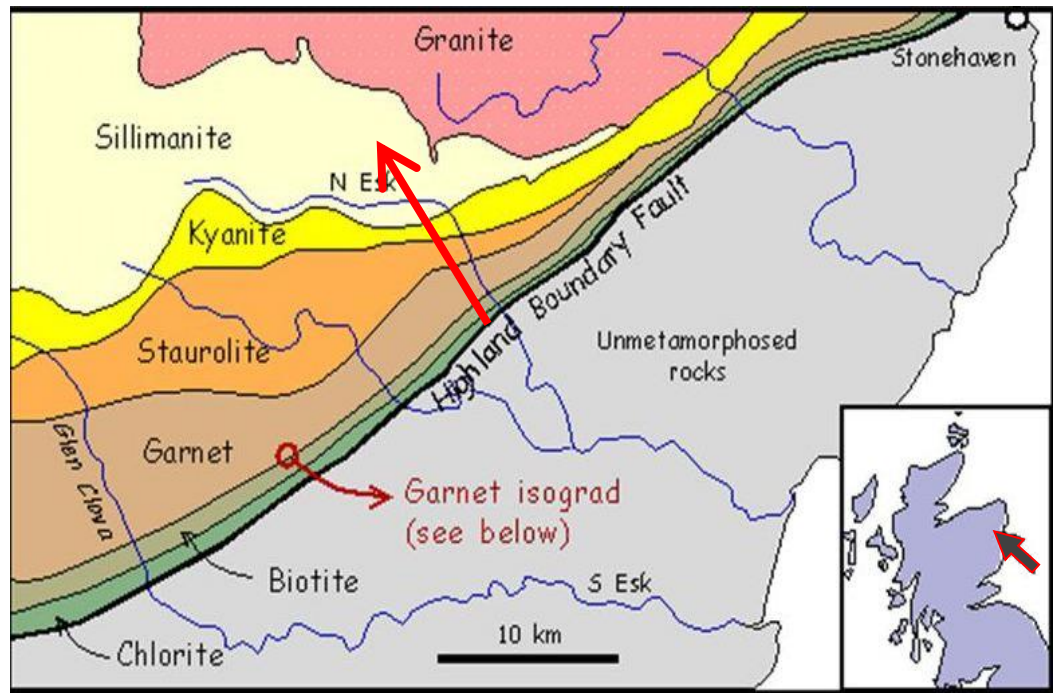 Granite
Stonehaven
Sillimanite
N Esk
Kyanite
Highland Boundary Fault
Staurolite
Unmetamorphosed
rocks
Glen Clova
Garnet
Garnet isograd
(see below)
Biotite
S Esk
10 km
Chlorite